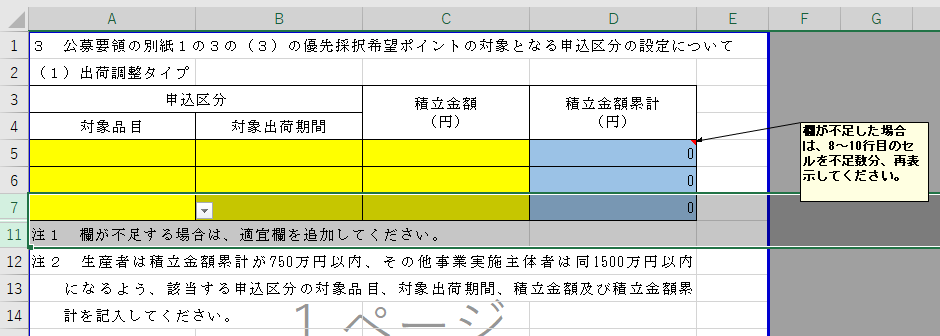 A B C D E F G
1 ３　公募要領の別紙１の３の（３）の優先採択希望ポイントの対象となる申込区分の設定について
2 （１）出荷調整タイプ
3 申込区分 積立金額（円） 積立金額累計（円）
4 対象品目 対象出荷期間
5 0
欄が不足した場合
は、8～10行目のセ
ルを不足数分、再表
示してください。
6 0
7 0
11 注１　欄が不足する場合は、適宜欄を追加してください。
12 注２　生産者は積立金額累計が750万円以内、その他事業実施主体者は同1500万円以内
13 になるよう、該当する申込区分の対象品目、対象出荷期間、積立金額及び積立金額累
14 計を記入してください。
1 ページ